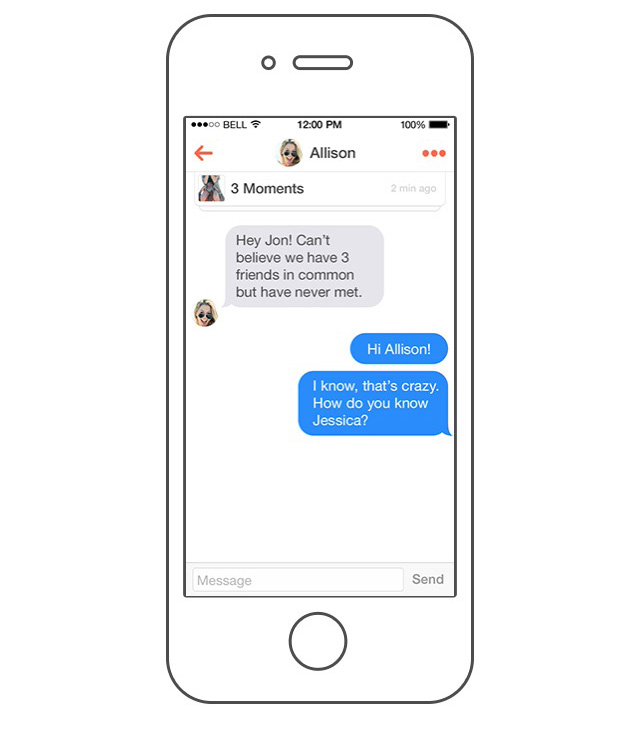 BELL 12:00 PM 100%
Allison
3 Moments 2 min ago
Hey Jon! Can't
believe we have 3
friends in common
but have never met.
Hi Allison!
I know, that's crazy.
How do you know
Jessica?
Message Send